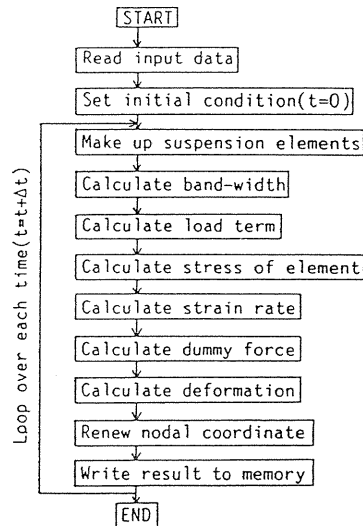 START
Read input data
Set initial condition(t=0)
Make up suspension elements
Calculate band-width
Calculate load term
Calculate stress of element
Calculate strain rate
Calculate dummy force
Calculate deformation
Renew nodal coordinate
Write result to memory
END
Loop over each time(t=t+Δt)